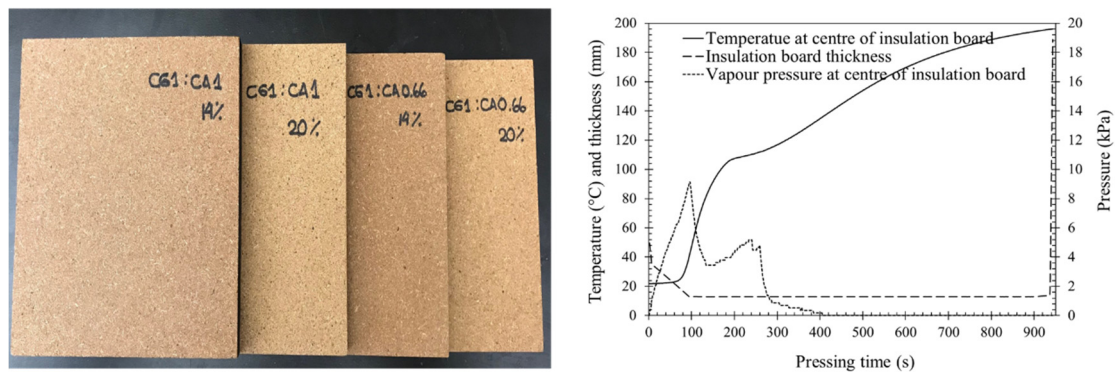 CG1:CA1
14%
CG1:CA1
20%
CG1:CA0.66
14%
CG1:CA0.66
20%
Temperatue at centre of insulation board
Insulation board thickness
Vapour pressure at centre of insulation board
Temperature (°C) and thickness (mm)
200
180
160
140
120
100
80
60
40
20
0
20
18
16
14
12
10
8
6
4
2
0
Pressure (kPa)
0 100 200 300 400 500 600 700 800 900
Pressing time (s)